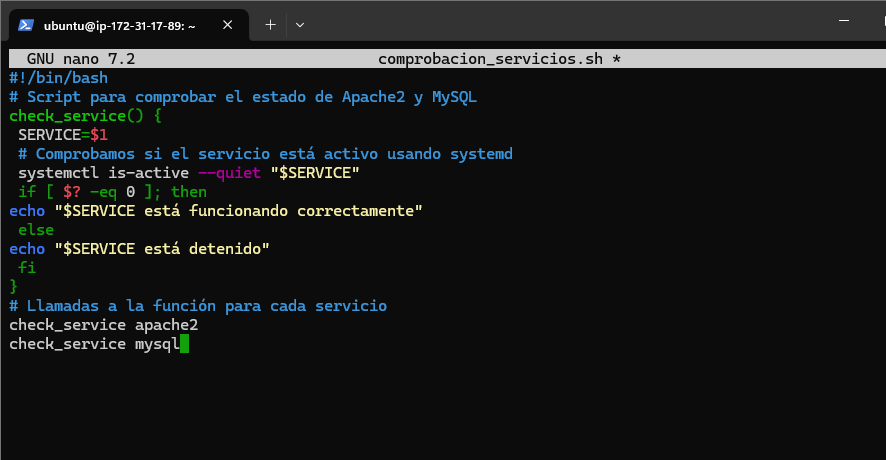 ubuntu@ip-172-31-17-89: ~
GNU nano 7.2 comprobacion_servicios.sh *
#!/bin/bash
# Script para comprobar el estado de Apache2 y MySQL
check_service() {
SERVICE=$1
# Comprobamos si el servicio está activo usando systemd
systemctl is-active --quiet "$SERVICE"
if [ $? -eq 0 ]; then
echo "$SERVICE está funcionando correctamente"
else
echo "$SERVICE está detenido"
fi
}
# Llamadas a la función para cada servicio
check_service apache2
check_service mysql